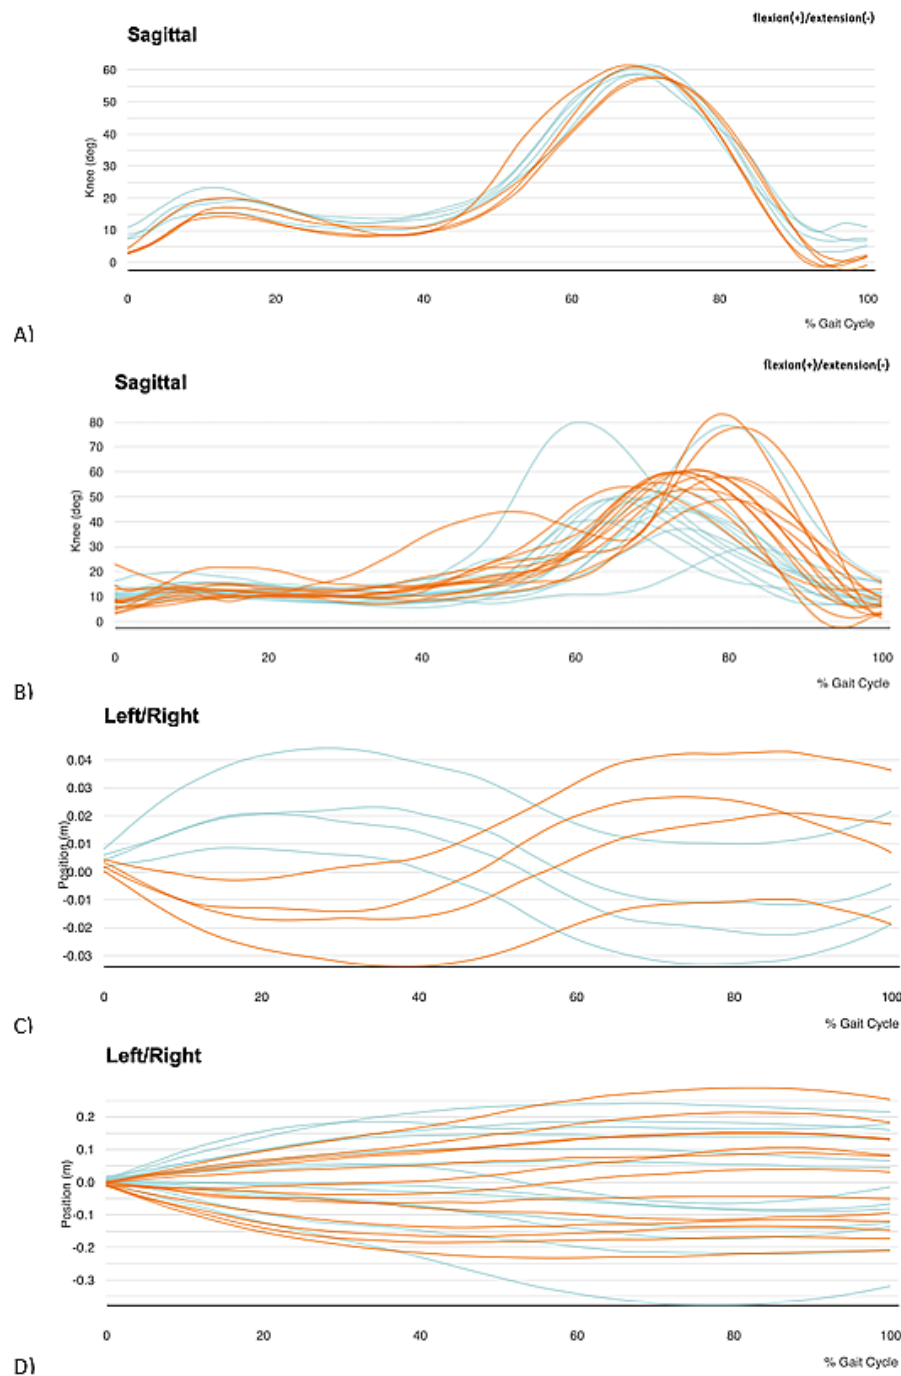 flexion(+)/extension(-)
Sagittal
60
50
40
30
20
10
0
Knee (deg)
0 20 40 60 80 100
% Gait Cycle
A)
flexion(+)/extension(-)
Sagittal
80
70
60
50
40
30
20
10
0
Knee (deg)
0 20 40 60 80 100
% Gait Cycle
B)
Left/Right
0.04
0.03
0.02
0.01
0.00
-0.01
-0.02
-0.03
Position (m)
0 20 40 60 80 100
% Gait Cycle
C)
Left/Right
0.2
0.1
0.0
-0.1
-0.2
-0.3
Position (m)
0 20 40 60 80 100
% Gait Cycle
D)